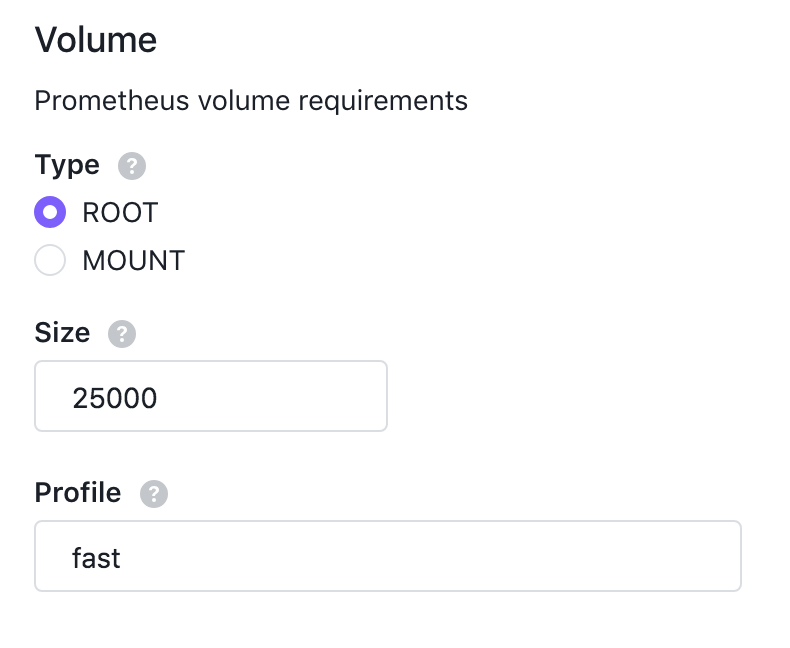 Volume
Prometheus volume requirements
Type ?
ROOT
MOUNT
Size ?
25000
Profile ?
fast